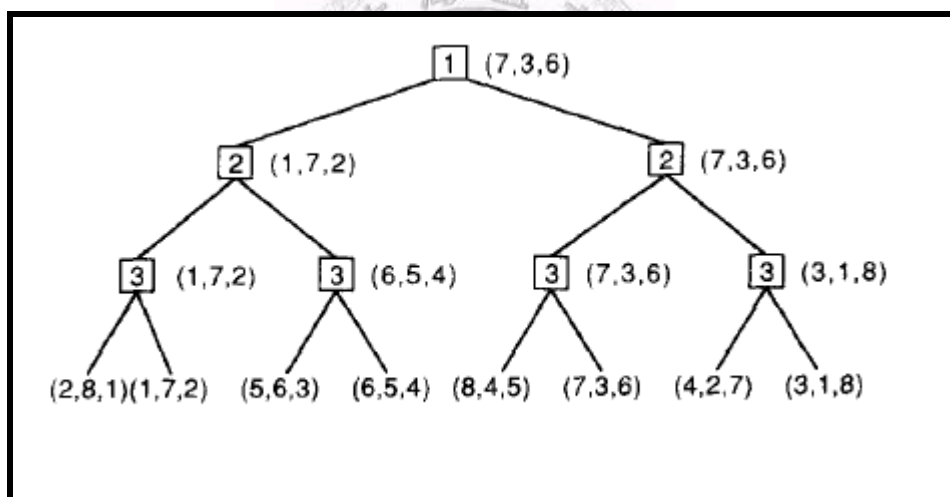 1 (7,3,6)
2 (1,7,2) 2 (7,3,6)
3 (1,7,2) 3 (6,5,4) 3 (7,3,6) 3 (3,1,8)
(2,8,1)(1,7,2) (5,6,3) (6,5,4) (8,4,5) (7,3,6) (4,2,7) (3,1,8)